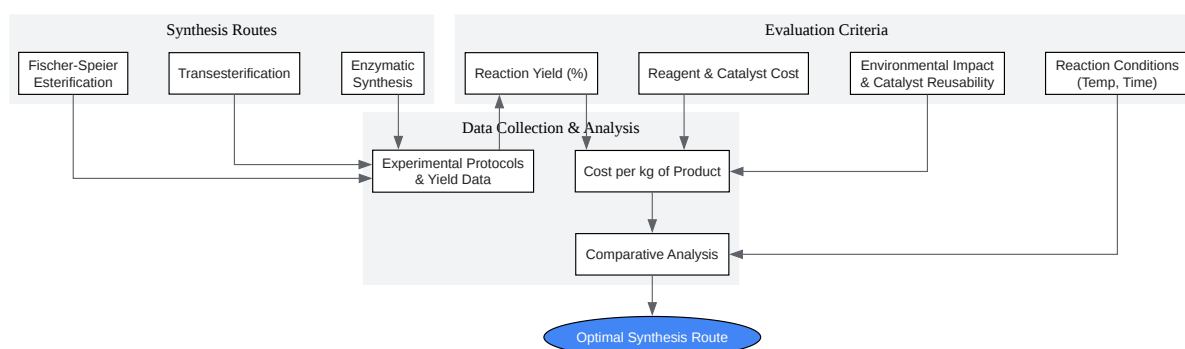 Synthesis Routes
Evaluation Criteria
Fischer-Speier
Esterification
Transesterification
Enzymatic
Synthesis
Reaction Yield (%)
Reagent & Catalyst Cost
Environmental Impact
& Catalyst Reusability
Reaction Conditions
(Temp, Time)
Data Collection & Analysis
Experimental Protocols
& Yield Data
Cost per kg of Product
Comparative Analysis
Optimal Synthesis Route